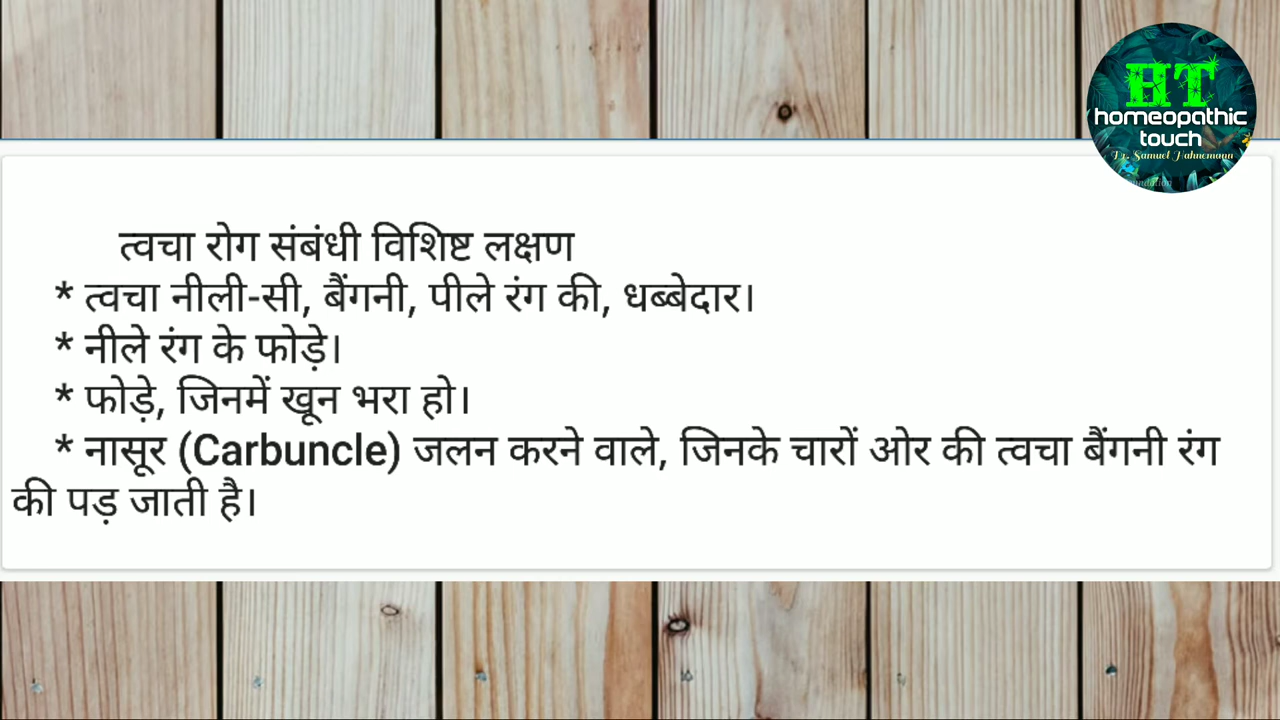 HT
homeopathic
touch
Dr. Samuel Hahnemann
त्वचा रोग संबंधी विशिष्ट लक्षण
* त्वचा नीली-सी, बैंगनी, पीले रंग की, धब्बेदार।
* नीले रंग के फोड़े।
* फोड़े, जिनमें खून भरा हो।
* नासूर (Carbuncle) जलन करने वाले, जिनके चारों ओर की त्वचा बैंगनी रंग
की पड़ जाती है।